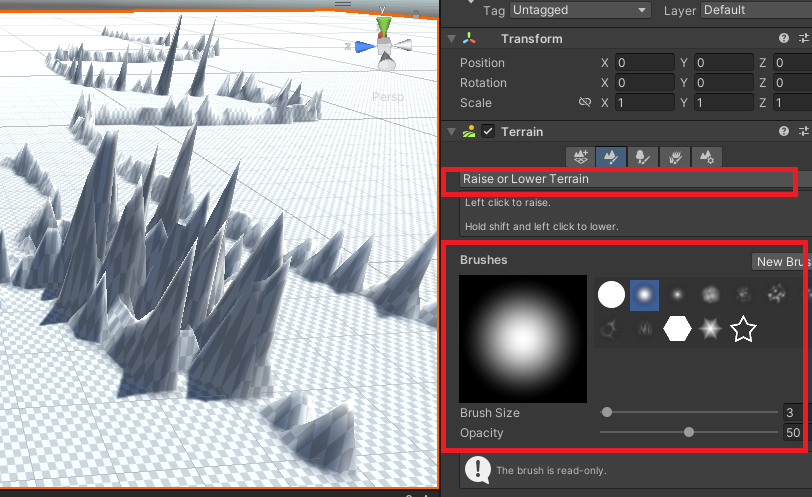 Tag Untagged Layer Default
y
z
Persp
Transform
Position X 0 Y 0 Z 0
Rotation X 0 Y 0 Z 0
Scale X 1 Y 1 Z 1
Terrain
Raise or Lower Terrain
Left click to raise.
Hold shift and left click to lower.
Brushes New Brus
Brush Size 3
Opacity 50
The brush is read-only.